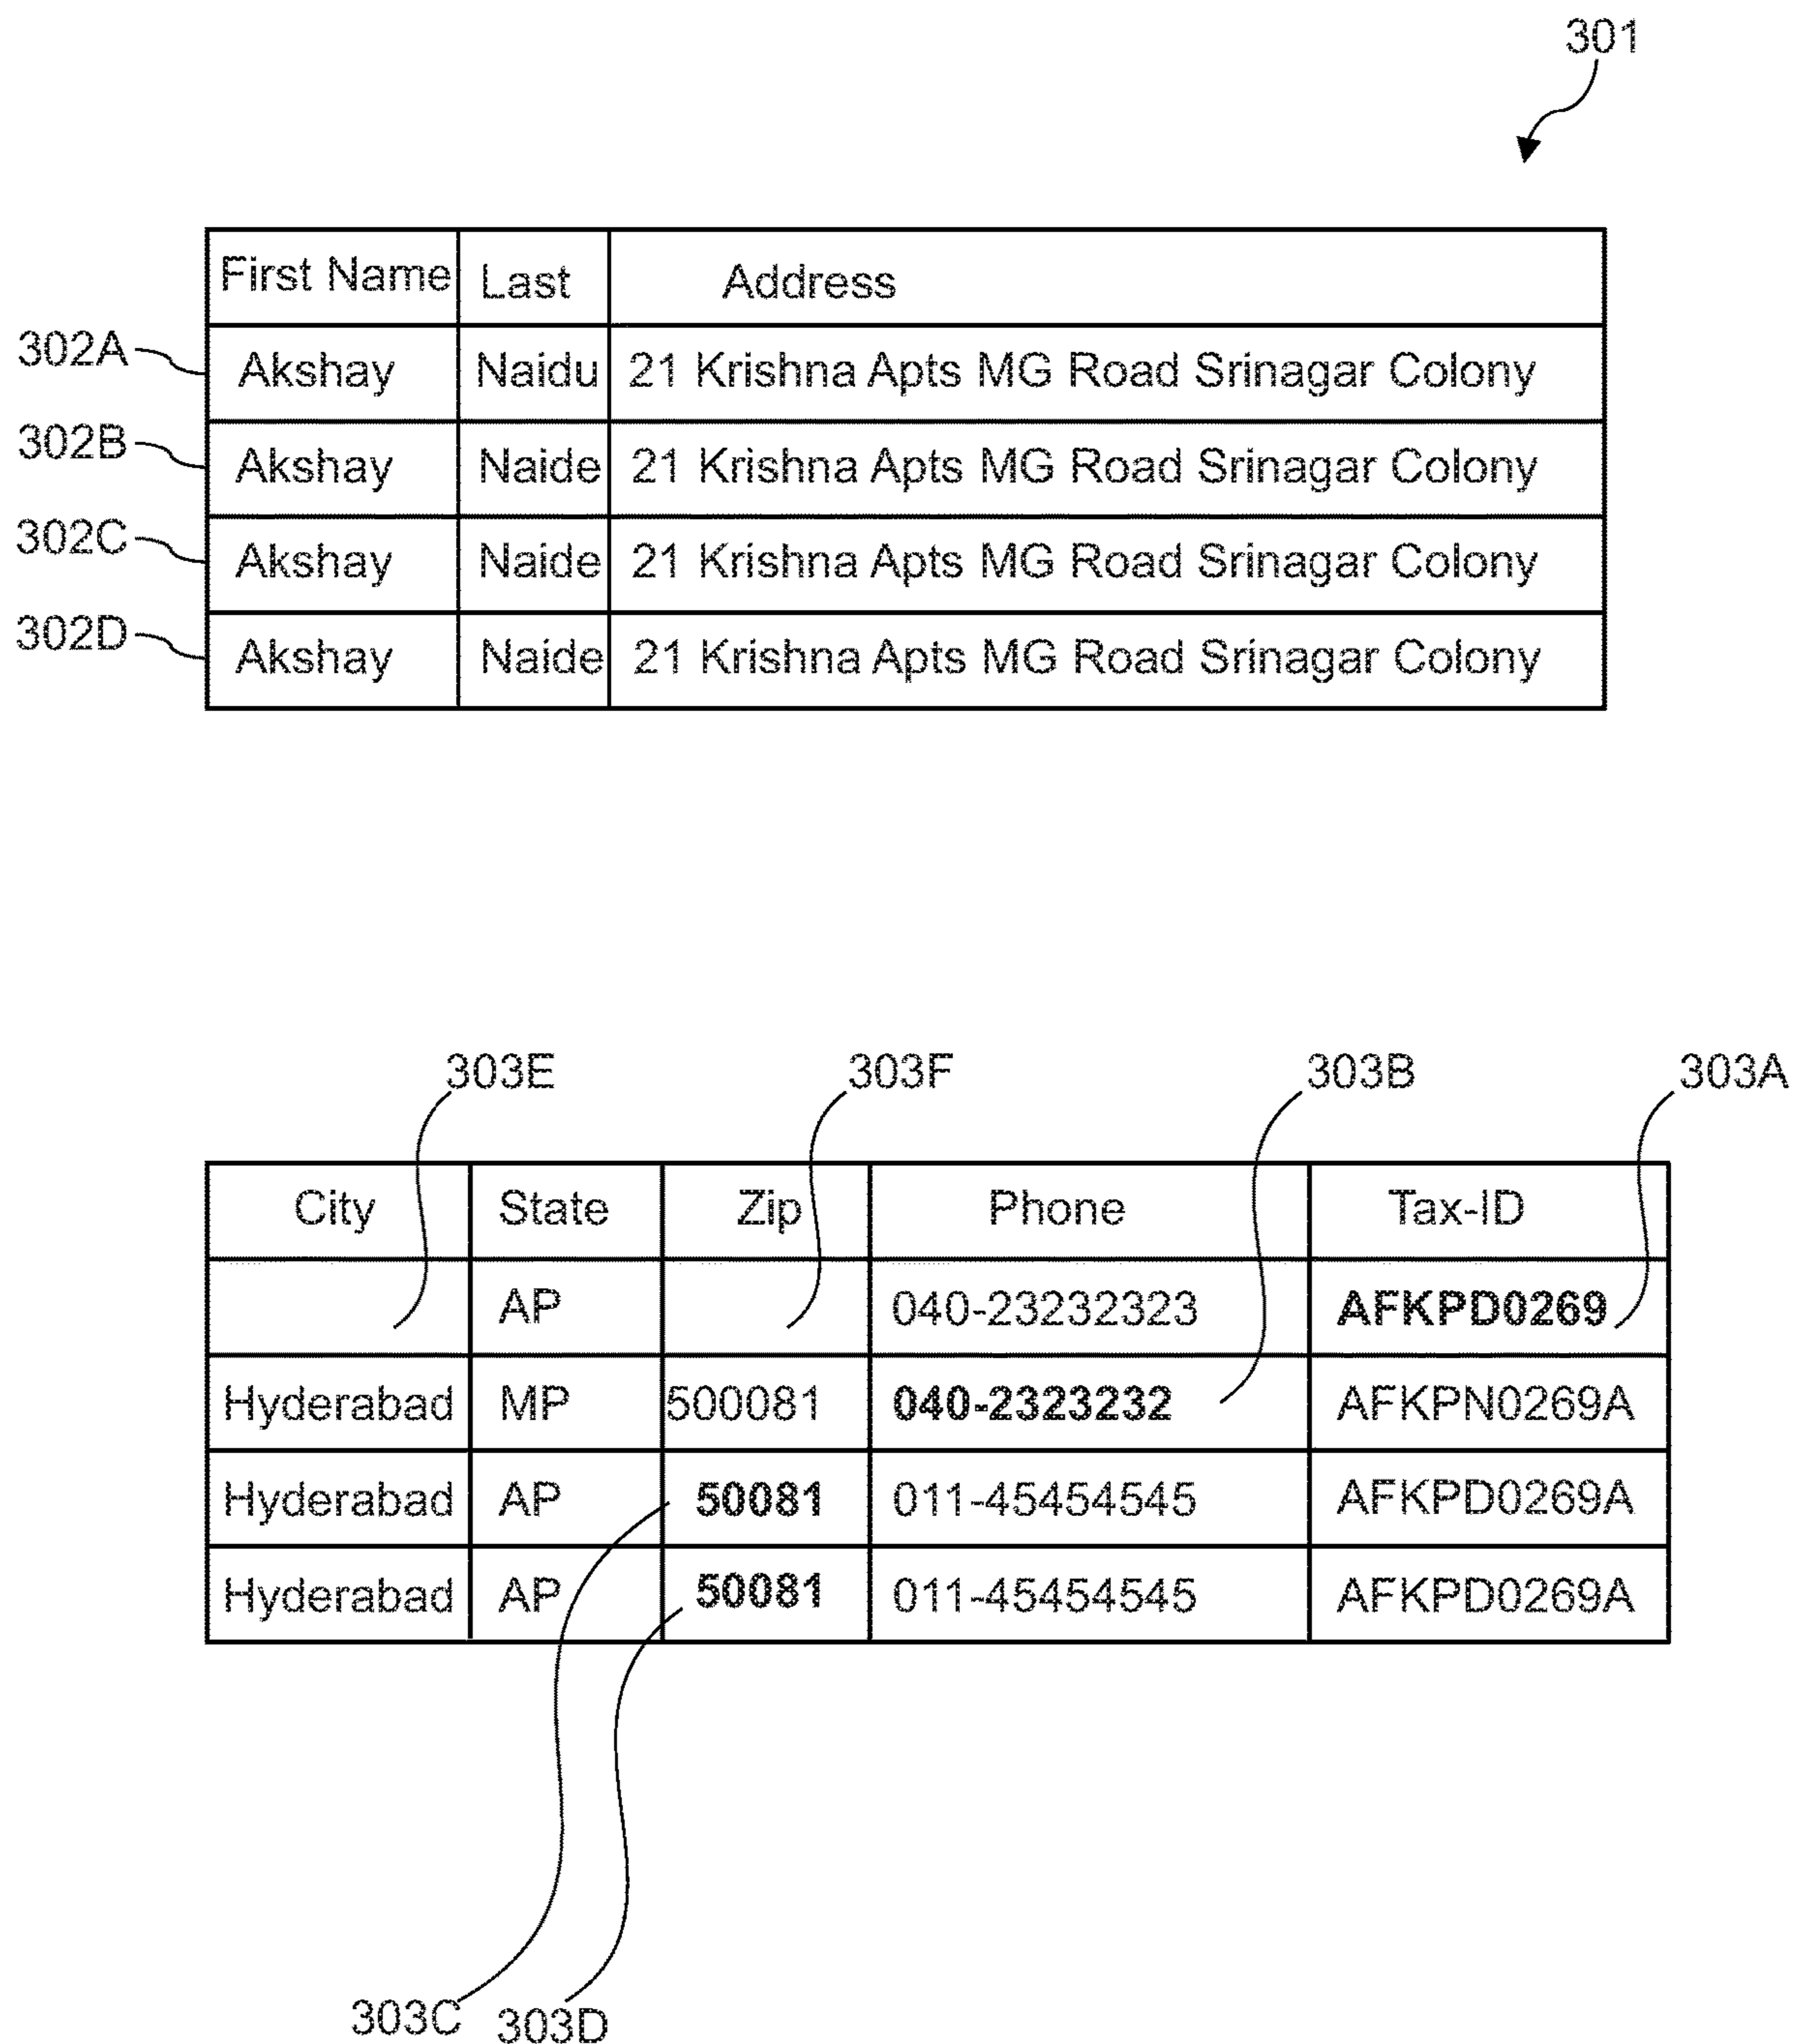 301
First Name Last Address
302A Akshay Naidu 21 Krishna Apts MG Road Srinagar Colony
302B Akshay Naide 21 Krishna Apts MG Road Srinagar Colony
302C Akshay Naide 21 Krishna Apts MG Road Srinagar Colony
302D Akshay Naide 21 Krishna Apts MG Road Srinagar Colony
303E 303F 303B 303A
City State Zip Phone Tax-ID
AP 040-23232323 AFKPD0269
Hyderabad MP 500081 040-2323232 AFKPN0269A
Hyderabad AP 50081 011-45454545 AFKPD0269A
Hyderabad AP 50081 011-45454545 AFKPD0269A
303C 303D